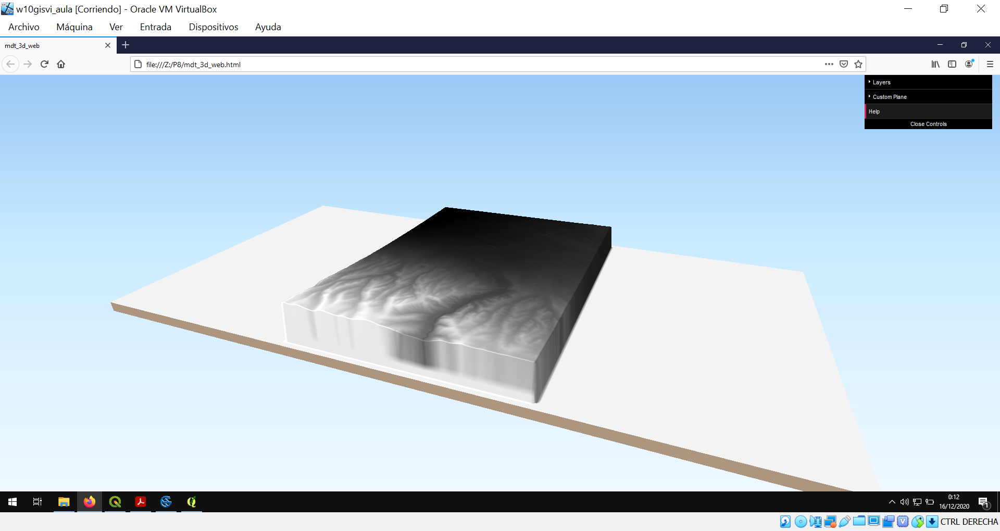 w10gisvi_aula [Corriendo] - Oracle VM VirtualBox
Archivo Máquina Ver Entrada Dispositivos Ayuda
mdt_3d_web
file:///Z:/P8/mdt_3d_web.html
Layers
Custom Plane
Help
Close Controls
0:12
16/12/2020
1
CTRL DERECHA